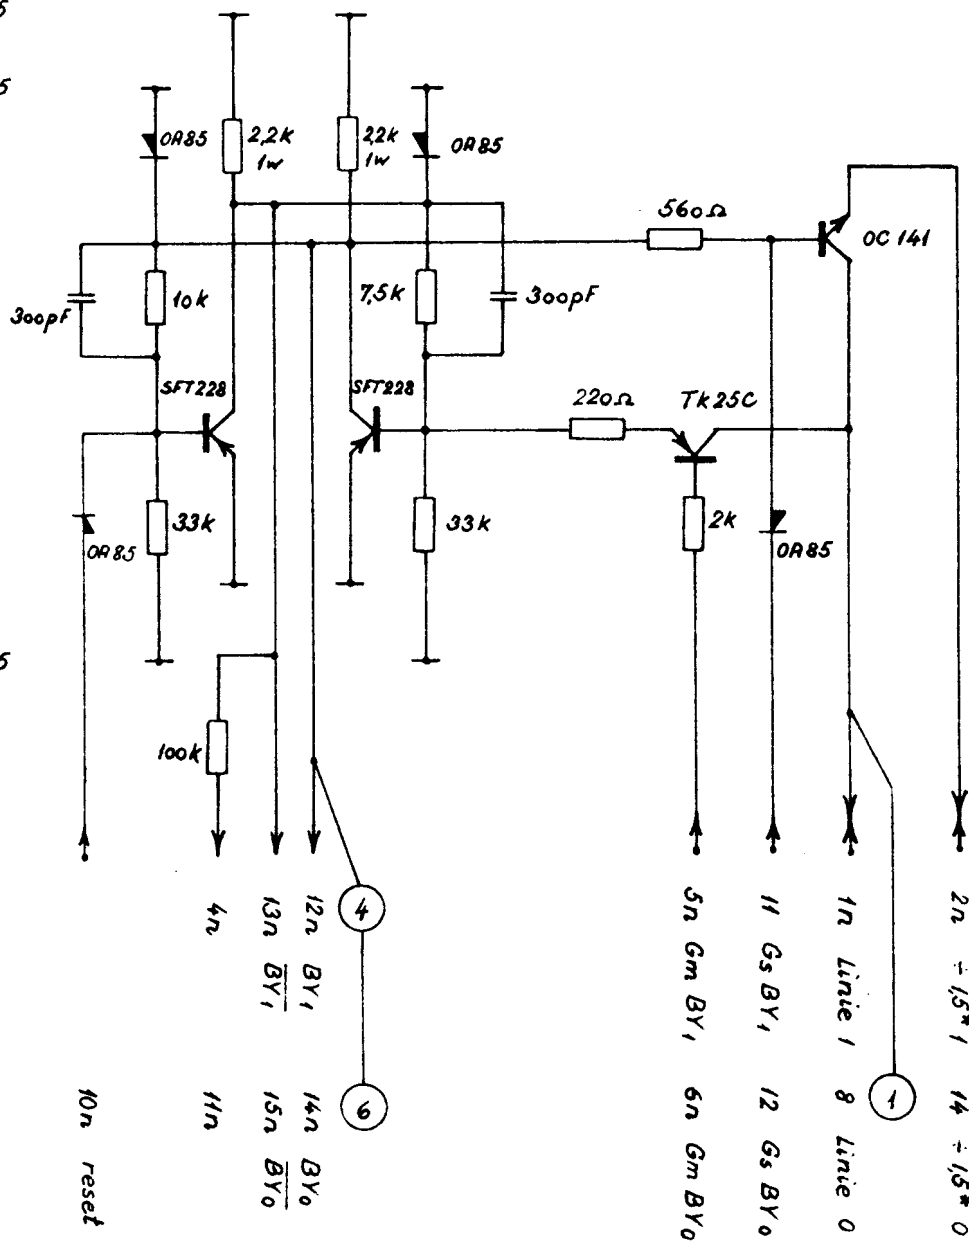 5
5
OA85
2,2k
1w
2,2k
1w
OA85
560Ω
OC 141
300pF
10k
7,5k
300pF
SFT228
SFT228
220Ω
TK25C
33k
33k
2k
OA85
OA85
5
100k
4
1
6
10n reset
4n 11n
13n BY1 15n BY0
12n BY1 14n BY0
5n Gm BY1 6n Gm BY0
11 Gs BY1 12 Gs BY0
1n Linie 1 8 Linie 0
2n ÷1,5* 1 14 ÷1,5* 0